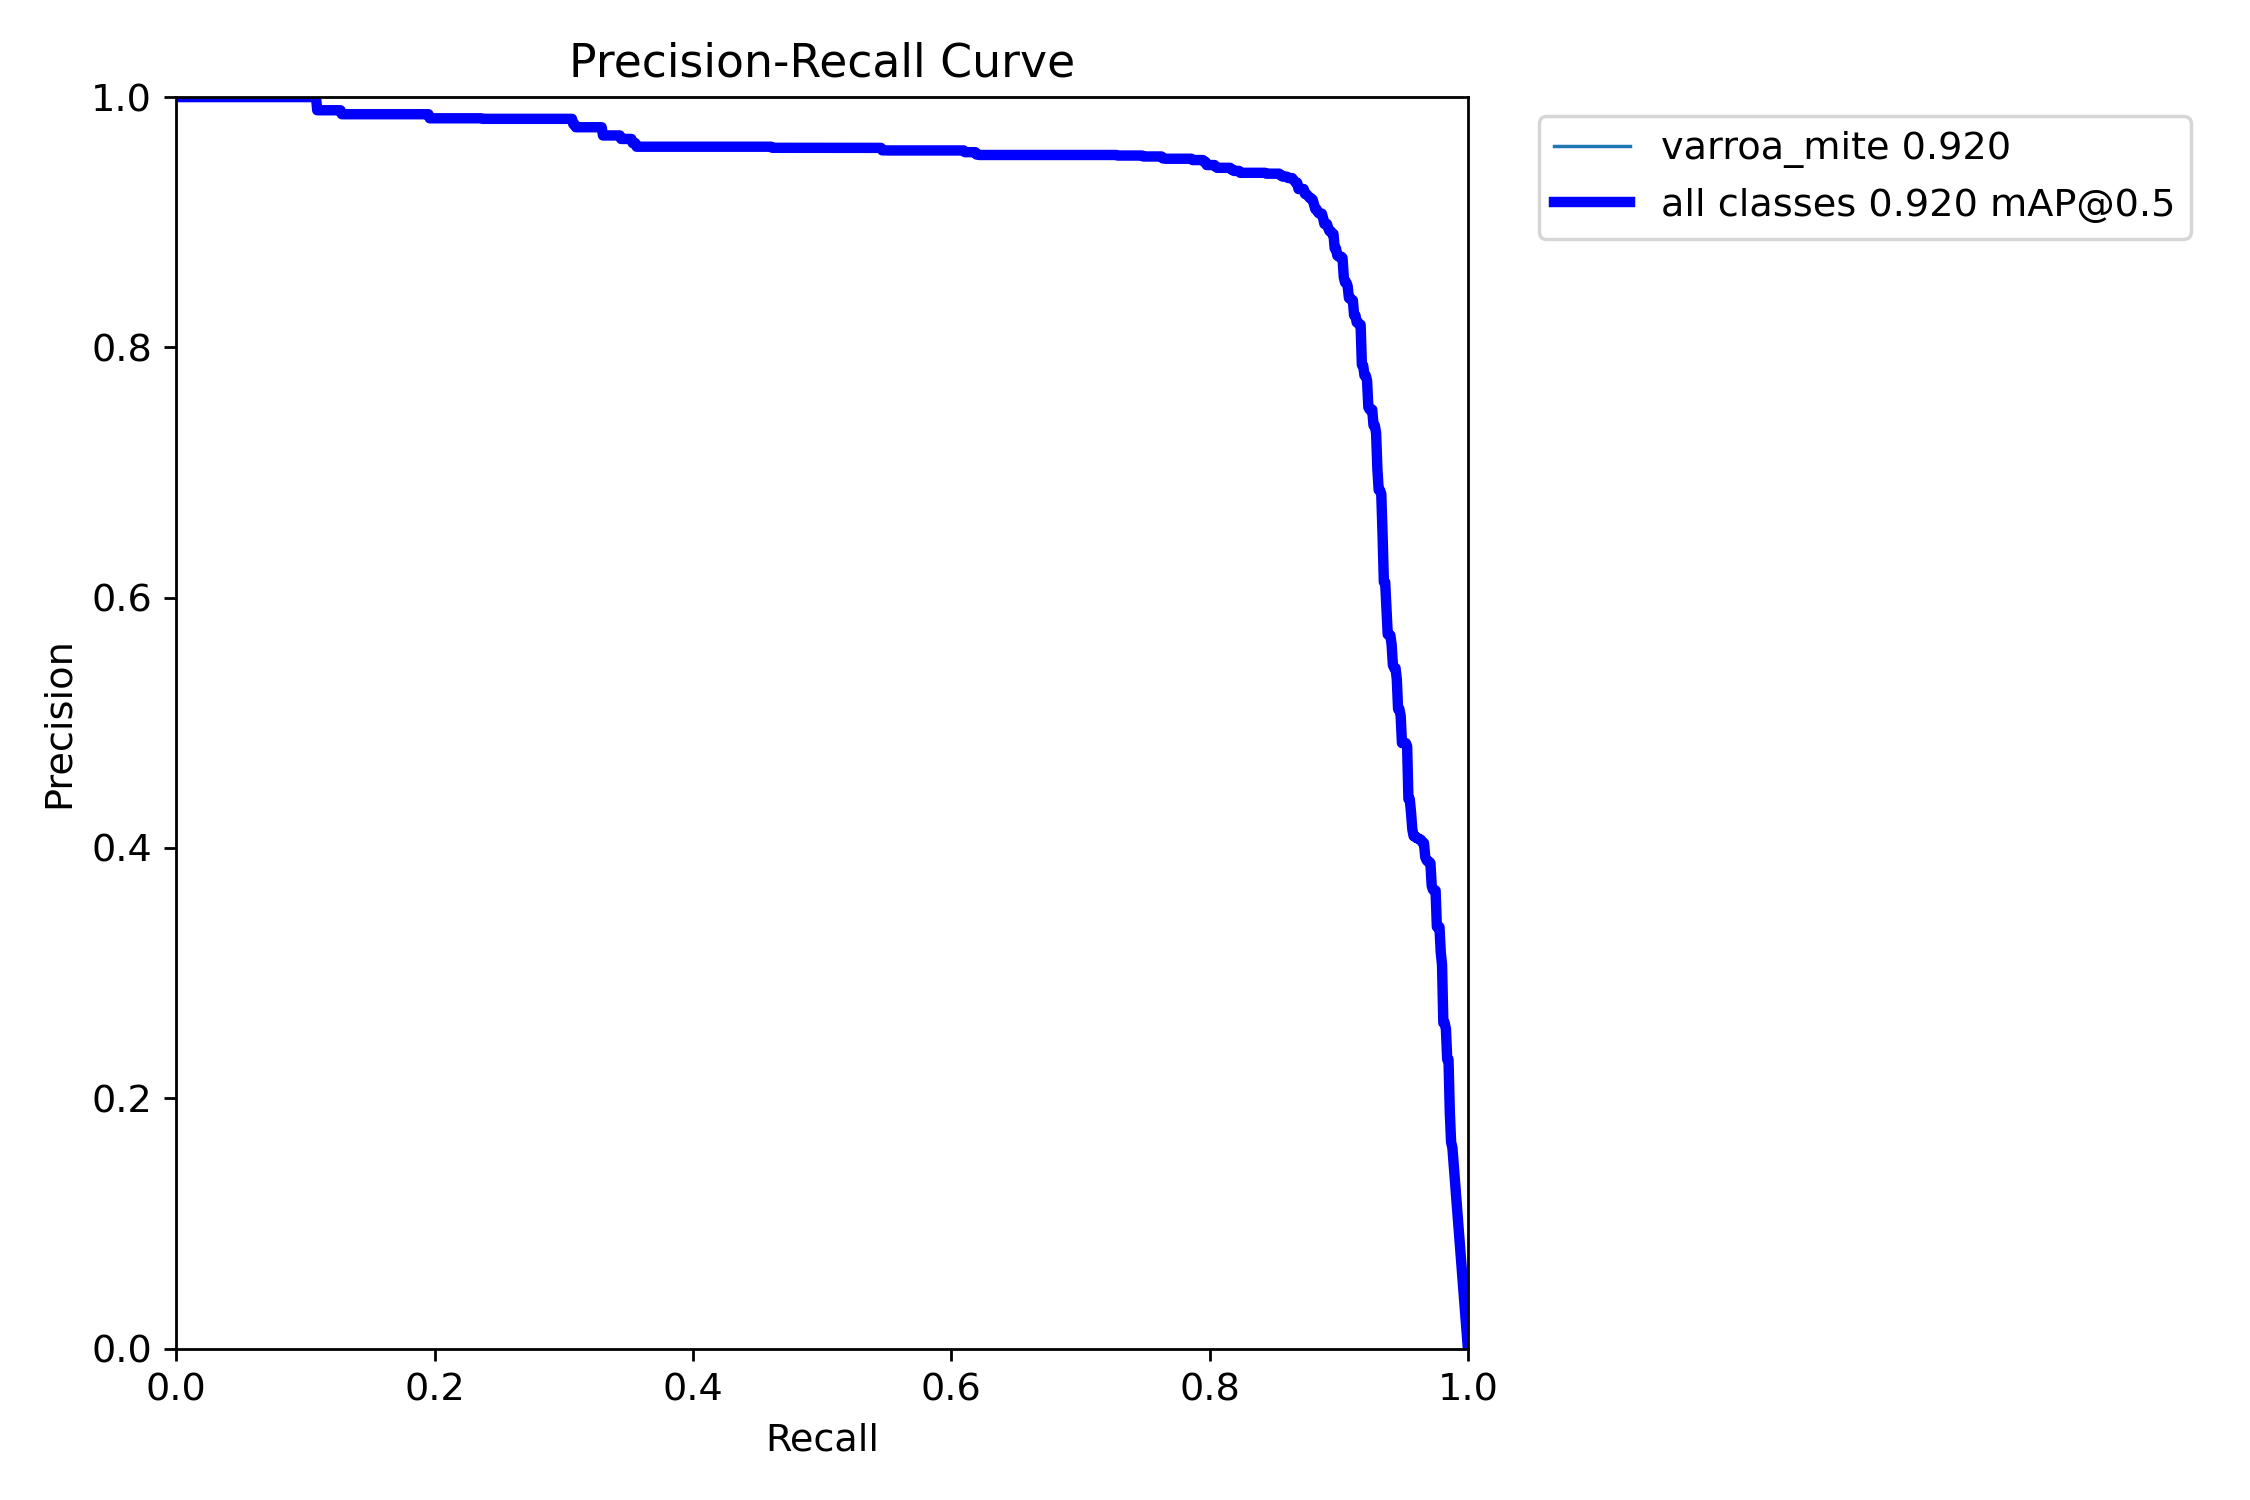 Precision-Recall Curve
varroa_mite 0.920
all classes 0.920 mAP@0.5
1.0
0.8
0.6
0.4
0.2
0.0
Precision
0.0 0.2 0.4 0.6 0.8 1.0
Recall